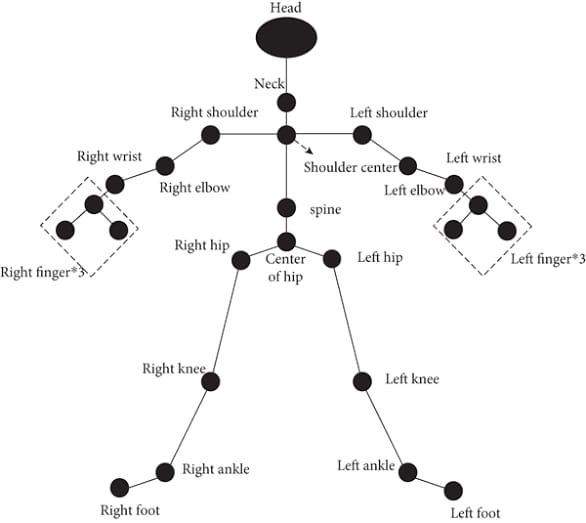 Head
Neck
Right shoulder
Left shoulder
Right wrist
Shoulder center
Left wrist
Right elbow
Left elbow
spine
Right hip
Center
of hip
Left hip
Right finger*3
Left finger*3
Right knee
Left knee
Right ankle
Left ankle
Right foot
Left foot